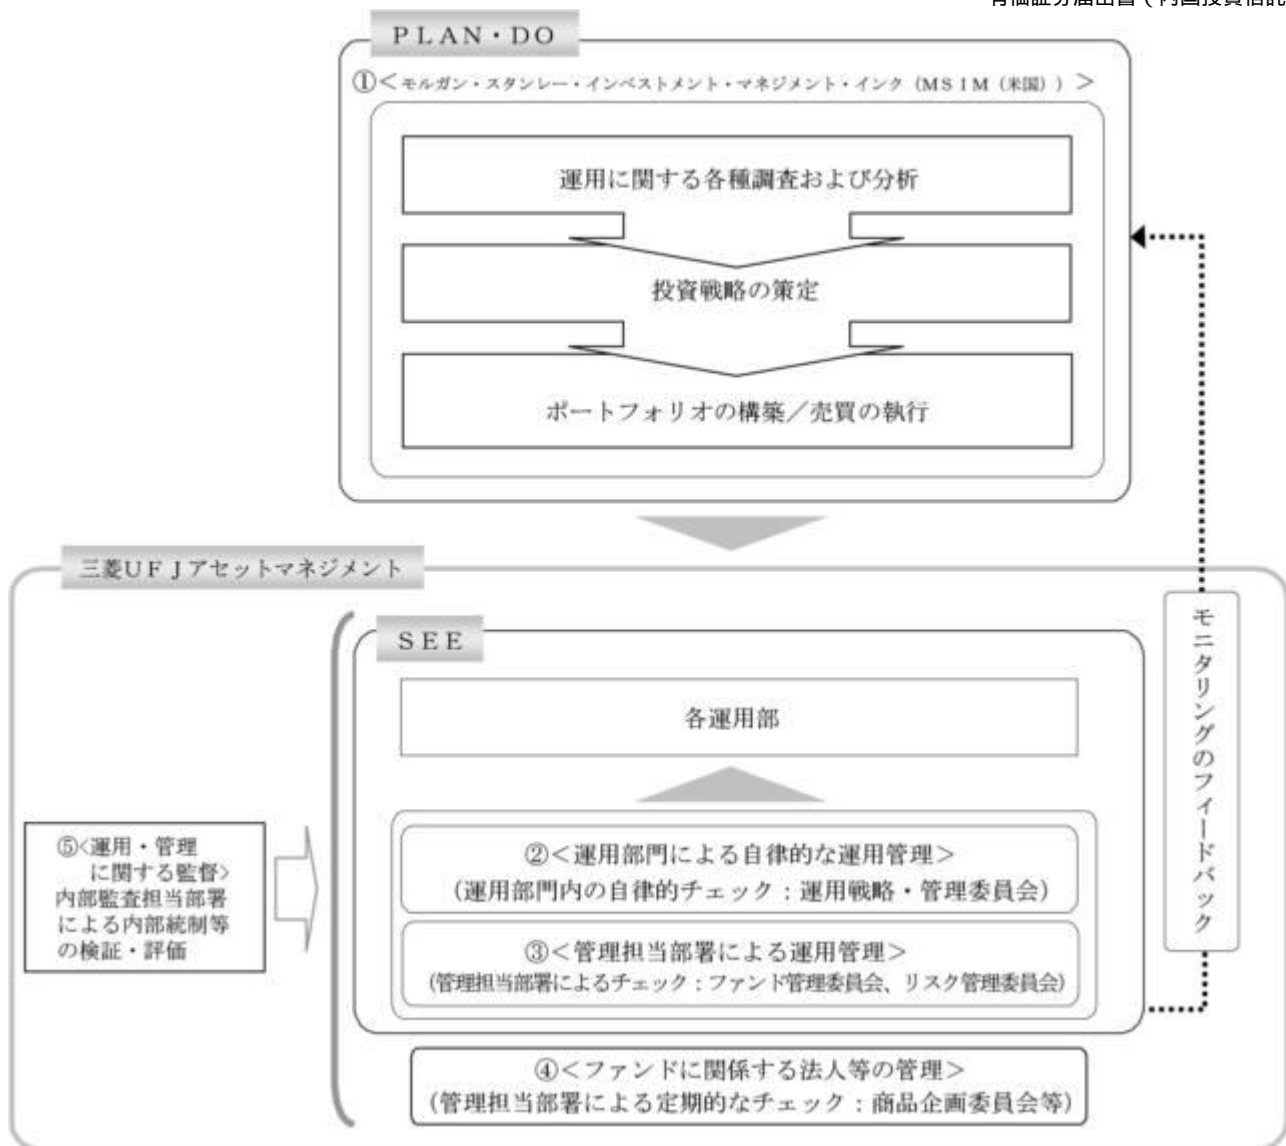 ＰＬＡＮ・ＤＯ
①＜モルガン・スタンレー・インベストメント・マネジメント・インク（ＭＳＩＭ（米国））＞
運用に関する各種調査および分析
投資戦略の策定
ポートフォリオの構築／売買の執行
三菱ＵＦＪアセットマネジメント
ＳＥＥ
各運用部
②＜運用部門による自律的な運用管理＞
（運用部門内の自律的チェック：運用戦略・管理委員会）
③＜管理担当部署による運用管理＞
（管理担当部署によるチェック：ファンド管理委員会、リスク管理委員会）
④＜ファンドに関係する法人等の管理＞
（管理担当部署による定期的なチェック：商品企画委員会等）
⑤<運用・管理
に関する監督>
内部監査担当部署
による内部統制等
の検証・評価
モニタリングのフィードバック